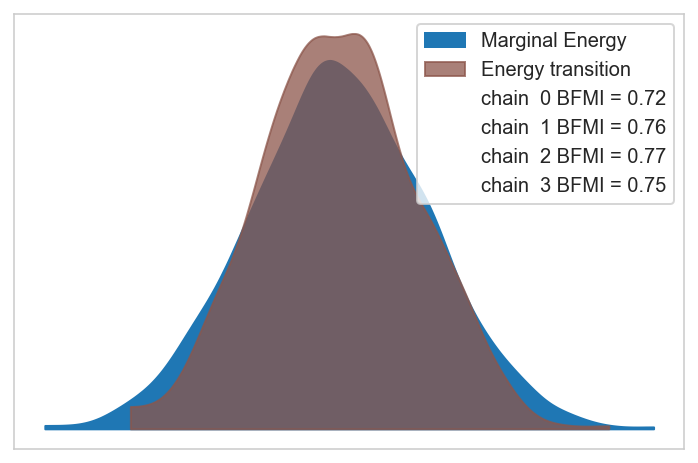 Marginal Energy
Energy transition
chain  0 BFMI = 0.72
chain  1 BFMI = 0.76
chain  2 BFMI = 0.77
chain  3 BFMI = 0.75